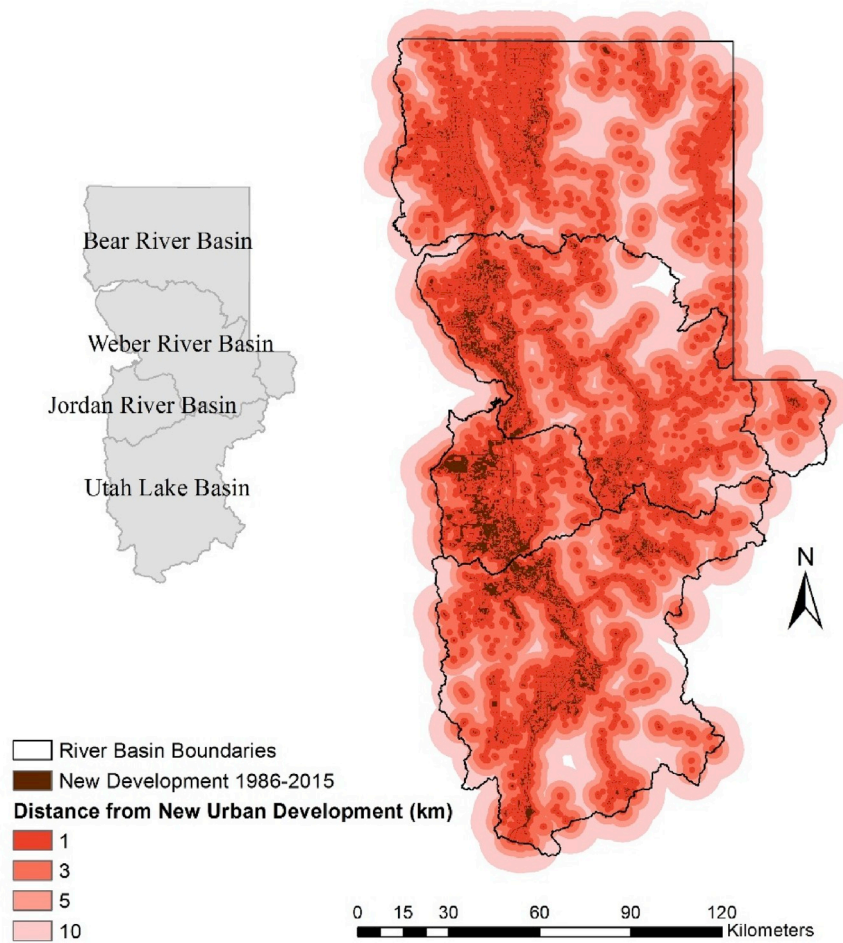 Bear River Basin
Weber River Basin
Jordan River Basin
Utah Lake Basin
N
River Basin Boundaries
New Development 1986-2015
Distance from New Urban Development (km)
1
3
5
10
0 15 30 60 90 120
Kilometers